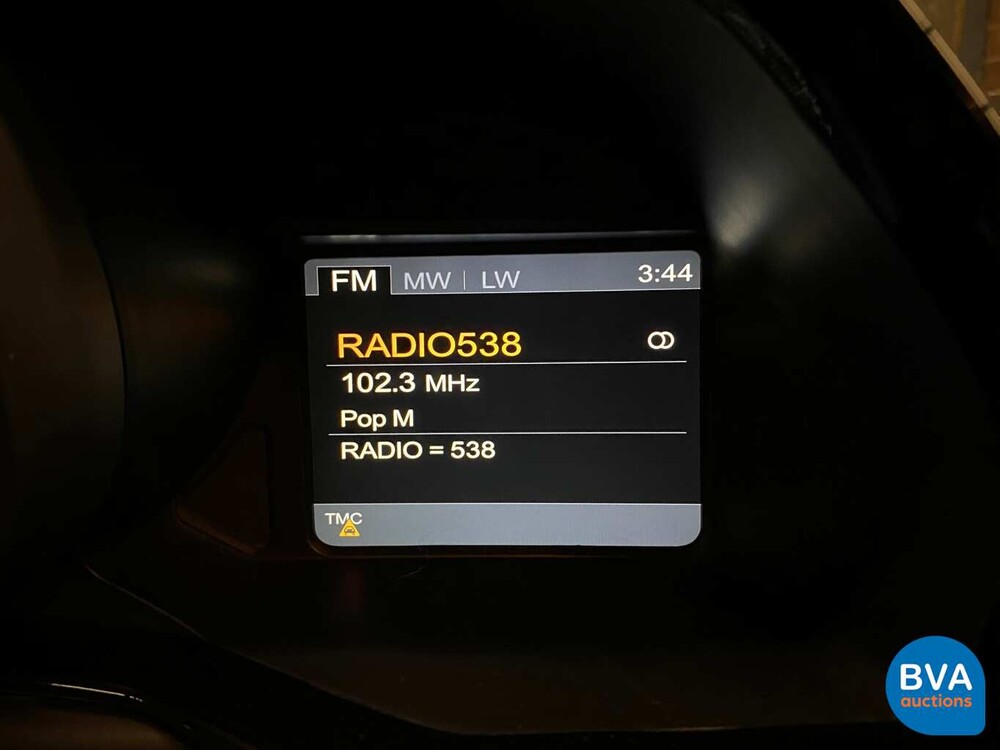 FM MW | LW 3:44
RADIO538
102.3 MHz
Pop M
RADIO = 538
TMC
BVA
auctions